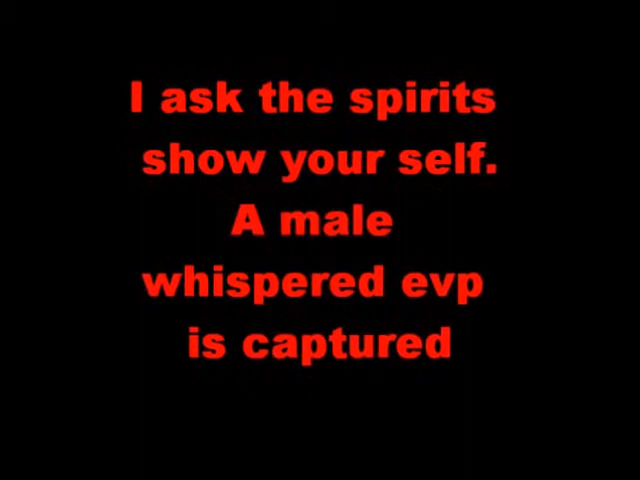 I ask the spirits
show your self.
A male
whispered evp
is captured